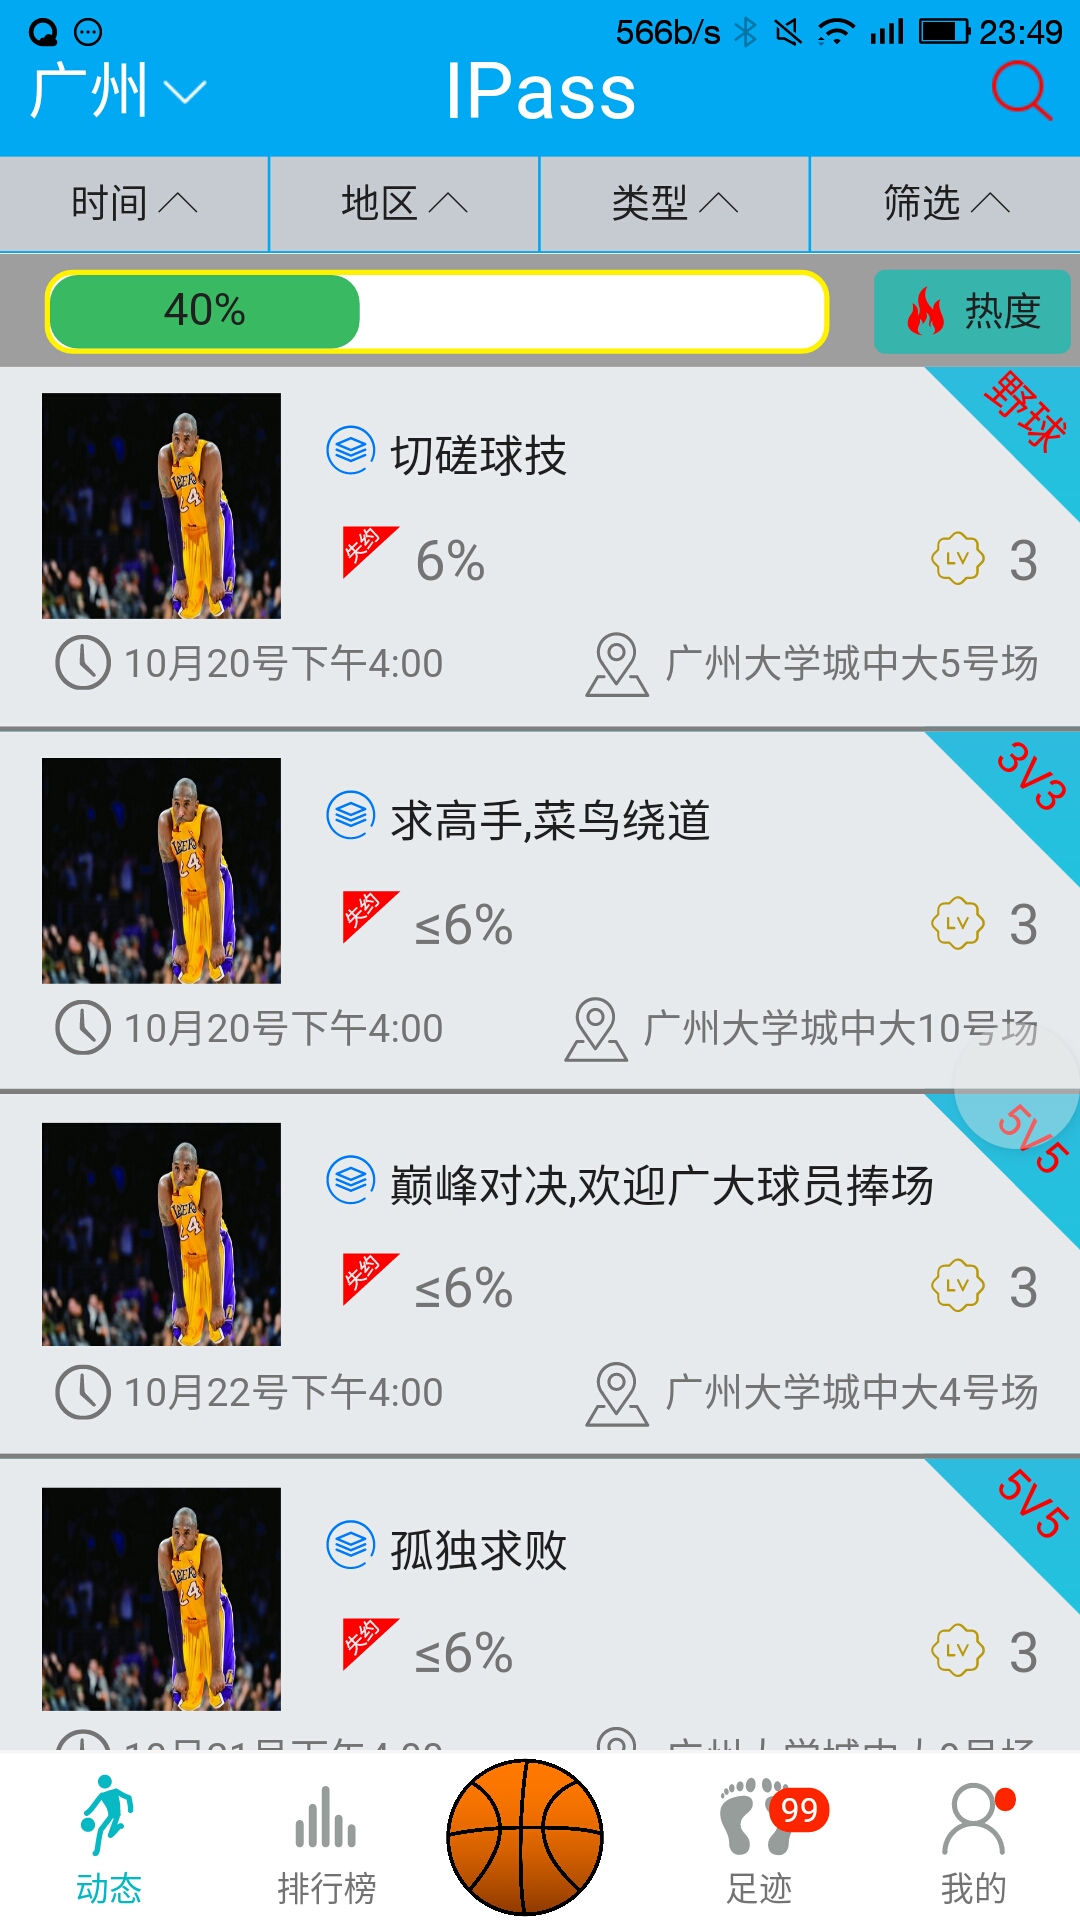 566b/s 23:49
广州 IPass
时间 地区 类型 筛选
40% 热度
野球
切磋球技
失约 6% LV 3
10月20号下午4:00 广州大学城中大5号场
3V3
求高手,菜鸟绕道
失约 ≤6% LV 3
10月20号下午4:00 广州大学城中大10号场
5V5
巅峰对决,欢迎广大球员捧场
失约 ≤6% LV 3
10月22号下午4:00 广州大学城中大4号场
5V5
孤独求败
失约 ≤6% LV 3
99
动态 排行榜 足迹 我的